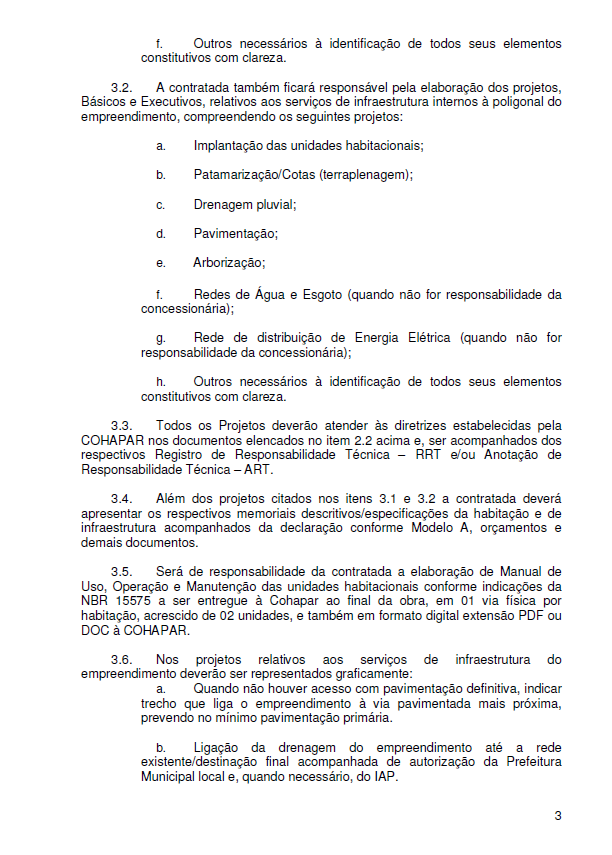 f. Outros necessários à identificação de todos seus elementos
constitutivos com clareza.
3.2. A contratada também ficará responsável pela elaboração dos projetos,
Básicos e Executivos, relativos aos serviços de infraestrutura internos à poligonal do
empreendimento, compreendendo os seguintes projetos:
a. Implantação das unidades habitacionais;
b. Patamarização/Cotas (terraplenagem);
c. Drenagem pluvial;
d. Pavimentação;
e. Arborização;
f. Redes de Água e Esgoto (quando não for responsabilidade da
concessionária);
g. Rede de distribuição de Energia Elétrica (quando não for
responsabilidade da concessionária);
h. Outros necessários à identificação de todos seus elementos
constitutivos com clareza.
3.3. Todos os Projetos deverão atender às diretrizes estabelecidas pela
COHAPAR nos documentos elencados no item 2.2 acima e, ser acompanhados dos
respectivos Registro de Responsabilidade Técnica – RRT e/ou Anotação de
Responsabilidade Técnica – ART.
3.4. Além dos projetos citados nos itens 3.1 e 3.2 a contratada deverá
apresentar os respectivos memoriais descritivos/especificações da habitação e de
infraestrutura acompanhados da declaração conforme Modelo A, orçamentos e
demais documentos.
3.5. Será de responsabilidade da contratada a elaboração de Manual de
Uso, Operação e Manutenção das unidades habitacionais conforme indicações da
NBR 15575 a ser entregue à Cohapar ao final da obra, em 01 via física por
habitação, acrescido de 02 unidades, e também em formato digital extensão PDF ou
DOC à COHAPAR.
3.6. Nos projetos relativos aos serviços de infraestrutura do
empreendimento deverão ser representados graficamente:
a. Quando não houver acesso com pavimentação definitiva, indicar
trecho que liga o empreendimento à via pavimentada mais próxima,
prevendo no mínimo pavimentação primária.
b. Ligação da drenagem do empreendimento até a rede
existente/destinação final acompanhada de autorização da Prefeitura
Municipal local e, quando necessário, do IAP.
3